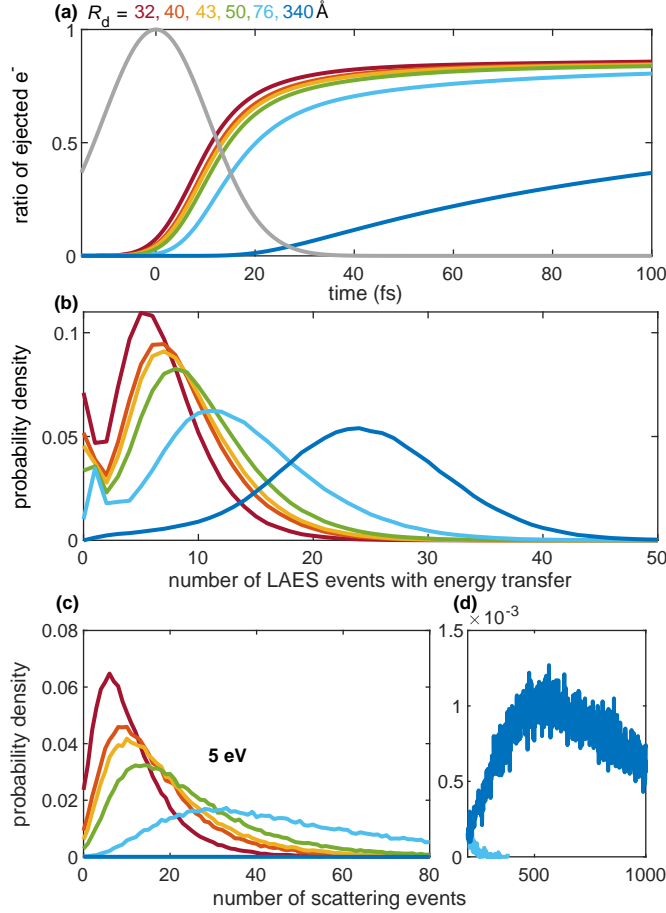 (a) R_d = 32, 40, 43, 50, 76, 340 Å
1
0.5
0
ratio of ejected e⁻
0 20 40 60 80 100
time (fs)
(b)
0.1
0.05
0
probability density
0 10 20 30 40 50
number of LAES events with energy transfer
(c)
0.08
0.06
0.04
0.02
0
probability density
5 eV
0 20 40 60 80
number of scattering events
(d)
× 10⁻³
1.5
1
0.5
0
500 1000